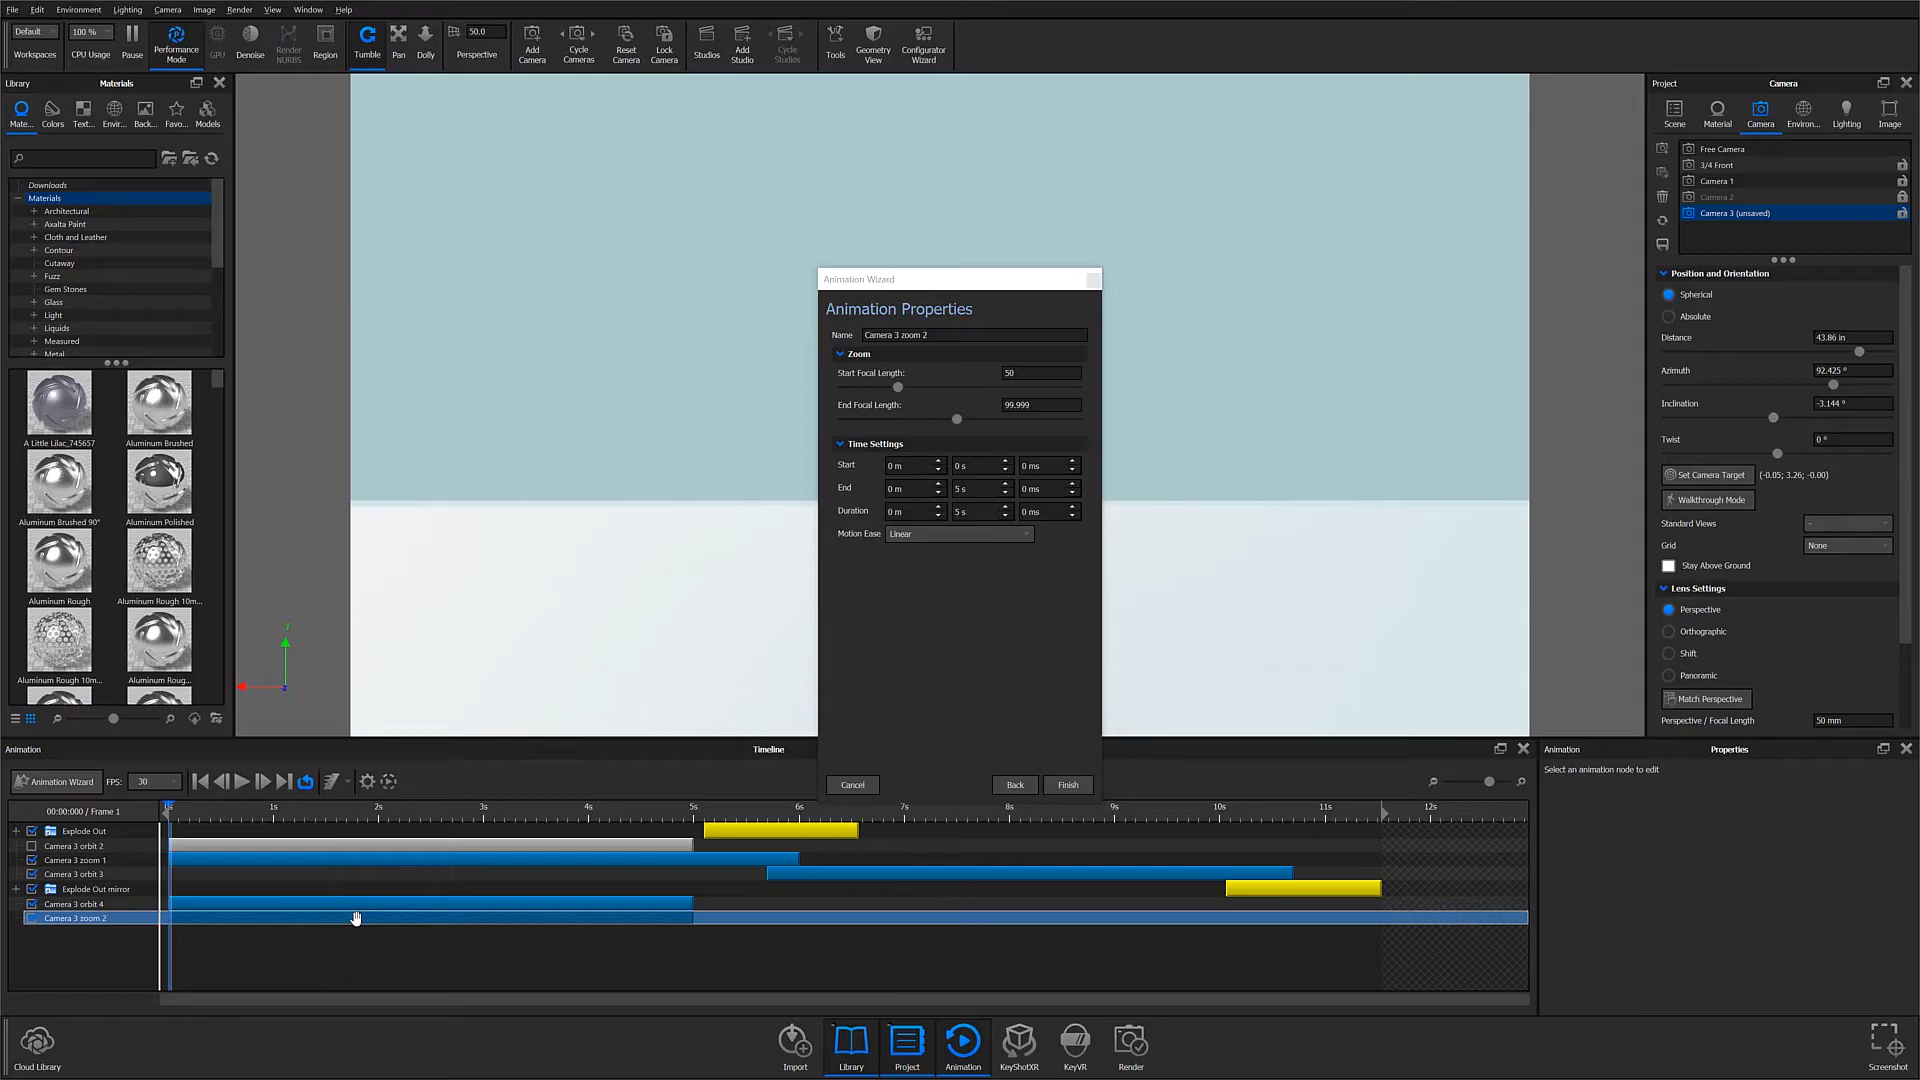 File Edit Environment Lighting Camera Image Render View Window Help
Default 100 % 50.0
Workspaces CPU Usage Pause Performance Mode GPU Denoise Render NURBS Region Tumble Pan Dolly Perspective Add Camera Cycle Cameras Reset Camera Lock Camera Studios Add Studio Cycle Studios Tools Geometry View Configurator Wizard
Library Materials
Mate... Colors Text... Envir... Back... Favo... Models
Downloads
Materials
Architectural
Axalta Paint
Cloth and Leather
Contour
Cutaway
Fuzz
Gem Stones
Glass
Light
Liquids
Measured
Metal
A Little Lilac_745657 Aluminum Brushed
Aluminum Brushed 90° Aluminum Polished
Aluminum Rough Aluminum Rough 10m...
Aluminum Rough 10m... Aluminum Roug...
y
Animation Wizard
Animation Properties
Name Camera 3 zoom 2
Zoom
Start Focal Length: 50
End Focal Length: 99.999
Time Settings
Start 0 m 0 s 0 ms
End 0 m 5 s 0 ms
Duration 0 m 5 s 0 ms
Motion Ease Linear
Cancel Back Finish
Project Camera
Scene Material Camera Environ... Lighting Image
Free Camera
3/4 Front
Camera 1
Camera 2
Camera 3 (unsaved)
Position and Orientation
Spherical
Absolute
Distance 43.86 in
Azimuth 92.425 °
Inclination -3.144 °
Twist 0 °
Set Camera Target (-0.05; 3.26; -0.00)
Walkthrough Mode
Standard Views -
Grid None
Stay Above Ground
Lens Settings
Perspective
Orthographic
Shift
Panoramic
Match Perspective
Perspective / Focal Length 50 mm
Animation Timeline
Animation Wizard FPS: 30
00:00:000 / Frame 1 0s 1s 2s 3s 4s 5s 6s 7s 8s 9s 10s 11s 12s
Explode Out
Camera 3 orbit 2
Camera 3 zoom 1
Camera 3 orbit 3
Explode Out mirror
Camera 3 orbit 4
Camera 3 zoom 2
Animation Properties
Select an animation node to edit
Cloud Library Import Library Project Animation KeyShotXR KeyVR Render Screenshot